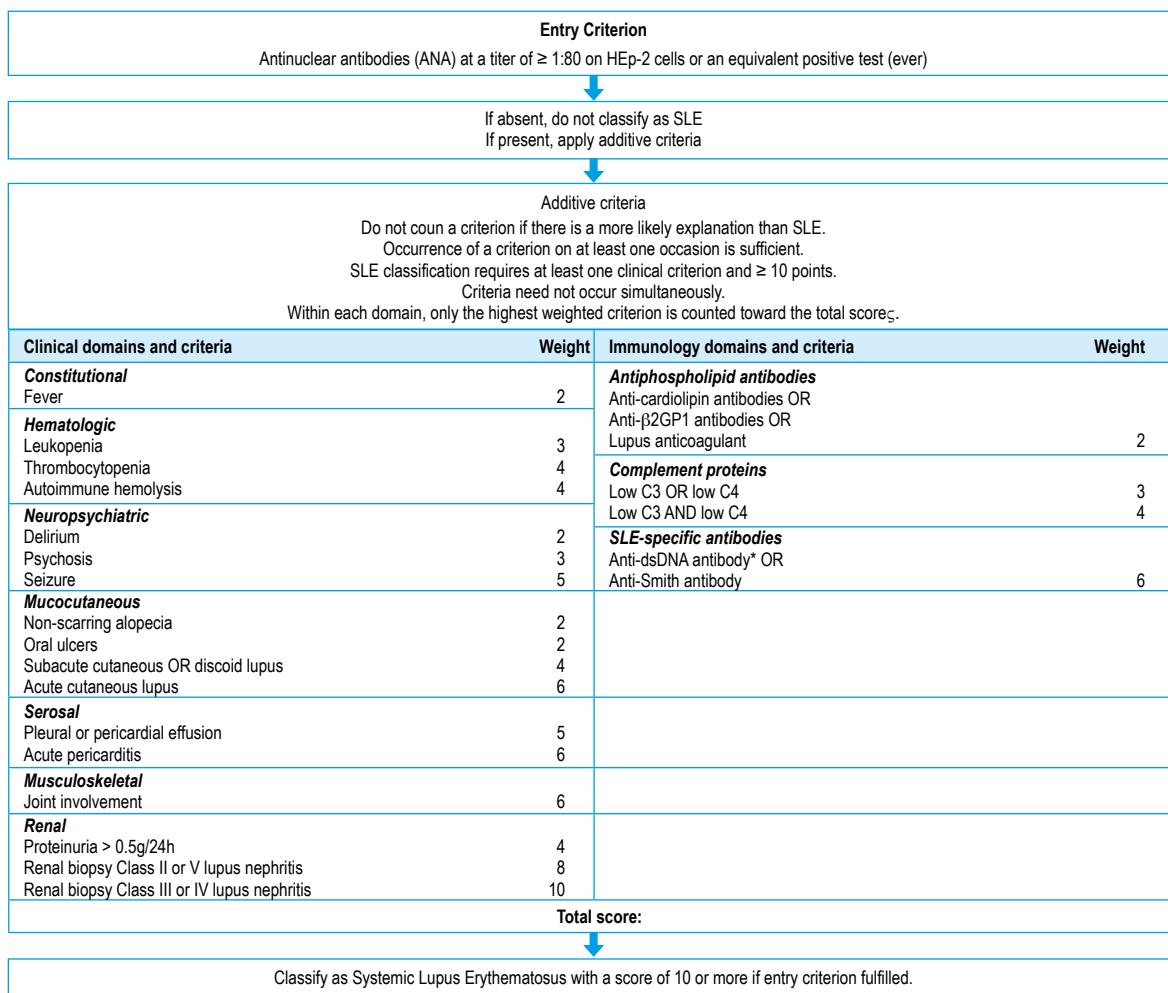 Entry Criterion
Antinuclear antibodies (ANA) at a titer of ≥ 1:80 on HEp-2 cells or an equivalent positive test (ever)
If absent, do not classify as SLE
If present, apply additive criteria
Additive criteria
Do not coun a criterion if there is a more likely explanation than SLE.
Occurrence of a criterion on at least one occasion is sufficient.
SLE classification requires at least one clinical criterion and ≥ 10 points.
Criteria need not occur simultaneously.
Within each domain, only the highest weighted criterion is counted toward the total scoreς.
Clinical domains and criteria Weight
Constitutional
Fever 2
Hematologic
Leukopenia 3
Thrombocytopenia 4
Autoimmune hemolysis 4
Neuropsychiatric
Delirium 2
Psychosis 3
Seizure 5
Mucocutaneous
Non-scarring alopecia 2
Oral ulcers 2
Subacute cutaneous OR discoid lupus 4
Acute cutaneous lupus 6
Serosal
Pleural or pericardial effusion 5
Acute pericarditis 6
Musculoskeletal
Joint involvement 6
Renal
Proteinuria > 0.5g/24h 4
Renal biopsy Class II or V lupus nephritis 8
Renal biopsy Class III or IV lupus nephritis 10
Immunology domains and criteria Weight
Antiphospholipid antibodies
Anti-cardiolipin antibodies OR
Anti-β2GP1 antibodies OR
Lupus anticoagulant 2
Complement proteins
Low C3 OR low C4 3
Low C3 AND low C4 4
SLE-specific antibodies
Anti-dsDNA antibody* OR
Anti-Smith antibody 6
Total score:
Classify as Systemic Lupus Erythematosus with a score of 10 or more if entry criterion fulfilled.